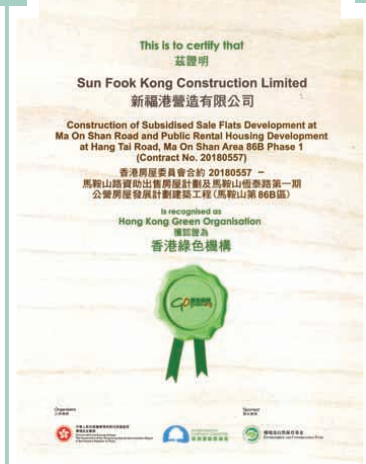 This is to certify that
茲證明
Sun Fook Kong Construction Limited
新福港營造有限公司
Construction of Subsidised Sale Flats Development at
Ma On Shan Road and Public Rental Housing Development
at Hang Tai Road, Ma On Shan Area 86B Phase 1
(Contract No. 20180557)
香港房屋委員會合約 20180557 －
馬鞍山路資助出售房屋計劃及馬鞍山恆泰路第一期
公營房屋發展計劃建築工程(馬鞍山第86B區)
is recognised as
Hong Kong Green Organisation
獲認證為
香港綠色機構
Organisers
Sponsor